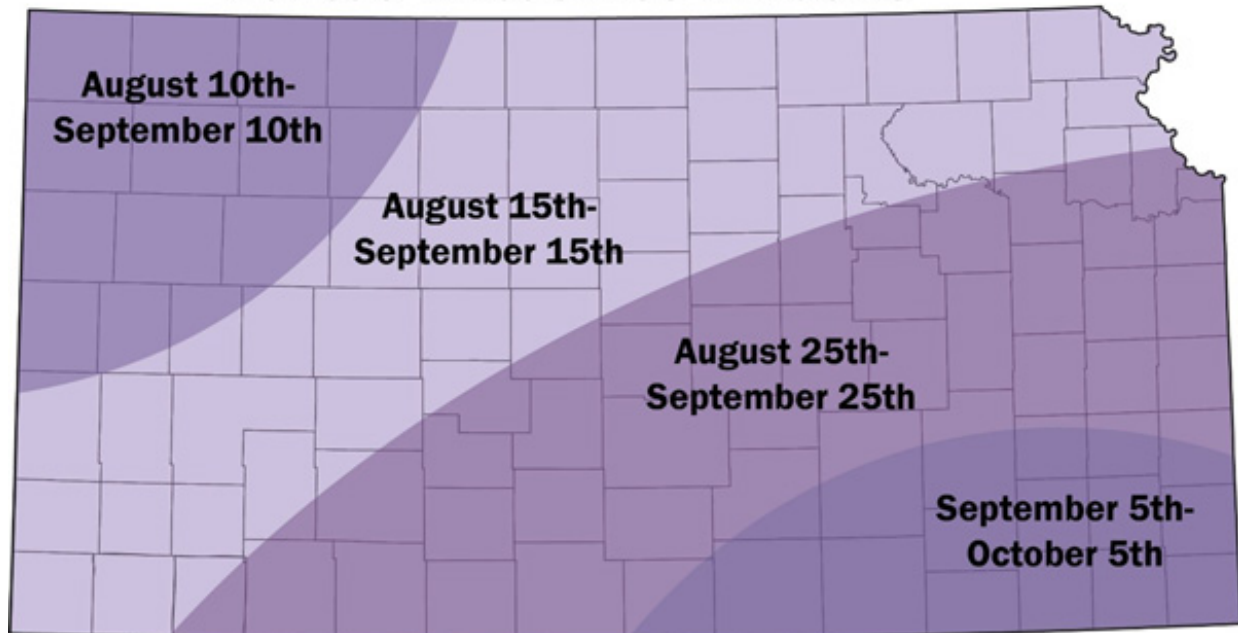 August 10th-
September 10th
August 15th-
September 15th
August 25th-
September 25th
September 5th-
October 5th